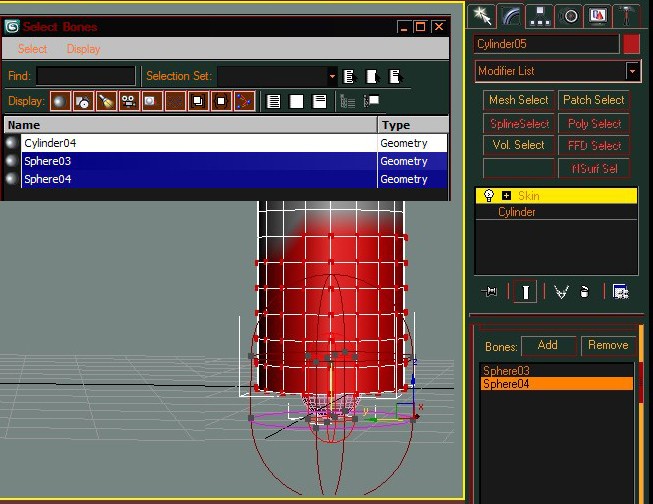 Select Bones
Select Display
Find: Selection Set:
Display:
Name Type
Cylinder04 Geometry
Sphere03 Geometry
Sphere04 Geometry
Cylinder05
Modifier List
Mesh Select Patch Select
SplineSelect Poly Select
Vol. Select FFD Select
Surf Sel
Skin
Cylinder
Bones: Add Remove
Sphere03
Sphere04
z
y
x